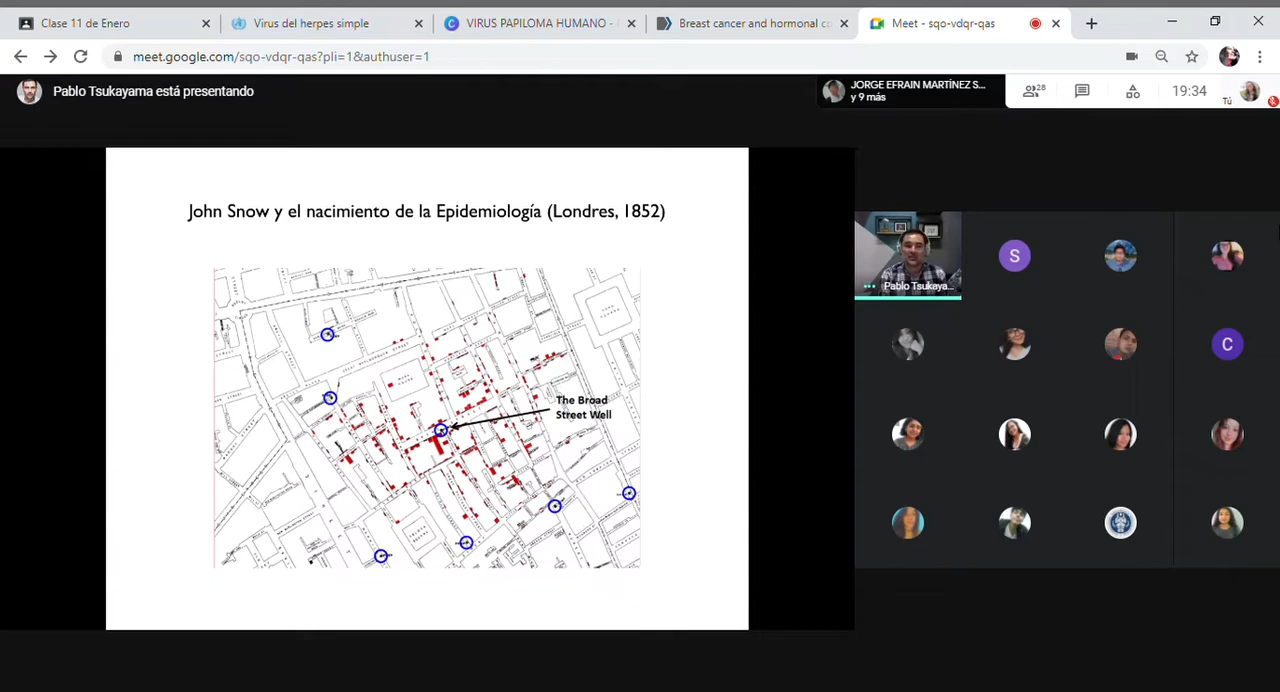 Clase 11 de Enero
Virus del herpes simple
VIRUS PAPILOMA HUMANO -
Breast cancer and hormonal co
Meet - sqo-vdqr-qas
meet.google.com/sqo-vdqr-qas?pli=1&authuser=1
Pablo Tsukayama está presentando
JORGE EFRAIN MARTÍNEZ S...
y 9 más
28
19:34
Tú
John Snow y el nacimiento de la Epidemiología (Londres, 1852)
The Broad
Street Well
Pablo Tsukaya...
S
C